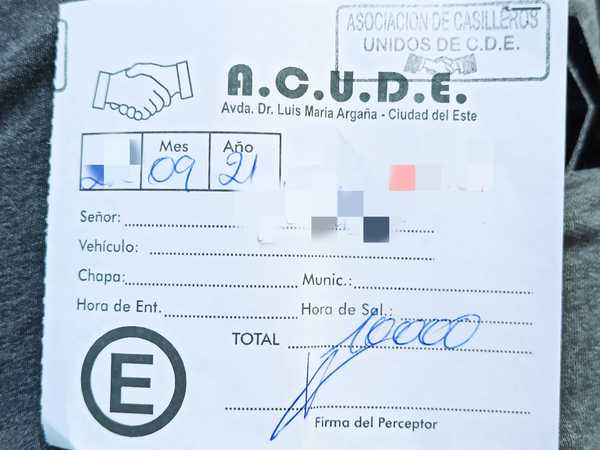 ASOCIACION DE CASILLEROS
UNIDOS DE C.D.E.
A.C.U.D.E.
Avda. Dr. Luis Maria Argaña - Ciudad del Este
Mes Año
09 21
Señor:
Vehículo:
Chapa: Munic.:
Hora de Ent. Hora de Sal.:
TOTAL 10000
E
Firma del Perceptor